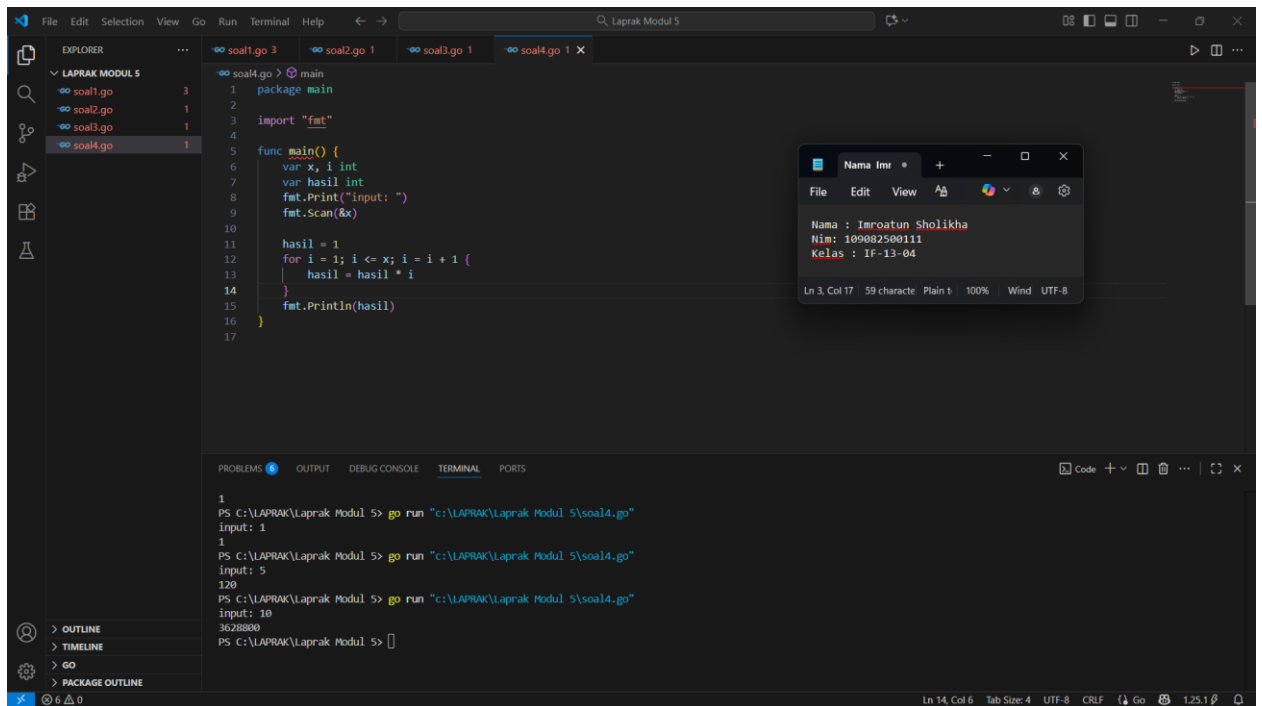 File Edit Selection View Go Run Terminal Help
Laprak Modul 5
EXPLORER
LAPRAK MODUL 5
soal1.go 3
soal2.go 1
soal3.go 1
soal4.go 1
soal1.go 3 soal2.go 1 soal3.go 1 soal4.go 1
soal4.go > main
1 package main
2
3 import "fmt"
4
5 func main() {
6 var x, i int
7 var hasil int
8 fmt.Print("input: ")
9 fmt.Scan(&x)
10
11 hasil = 1
12 for i = 1; i <= x; i = i + 1 {
13 hasil = hasil * i
14 }
15 fmt.Println(hasil)
16 }
17
Nama Imr
File Edit View
Nama : Imroatun Sholikha
Nim: 109082500111
Kelas : IF-13-04
Ln 3, Col 17 59 characte Plain t 100% Wind UTF-8
PROBLEMS 6 OUTPUT DEBUG CONSOLE TERMINAL PORTS
Code
1
PS C:\LAPRAK\Laprak Modul 5> go run "c:\LAPRAK\Laprak Modul 5\soal4.go"
input: 1
1
PS C:\LAPRAK\Laprak Modul 5> go run "c:\LAPRAK\Laprak Modul 5\soal4.go"
input: 5
120
PS C:\LAPRAK\Laprak Modul 5> go run "c:\LAPRAK\Laprak Modul 5\soal4.go"
input: 10
3628800
PS C:\LAPRAK\Laprak Modul 5>
OUTLINE
TIMELINE
GO
PACKAGE OUTLINE
6 0
Ln 14, Col 6 Tab Size: 4 UTF-8 CRLF Go 1.25.1